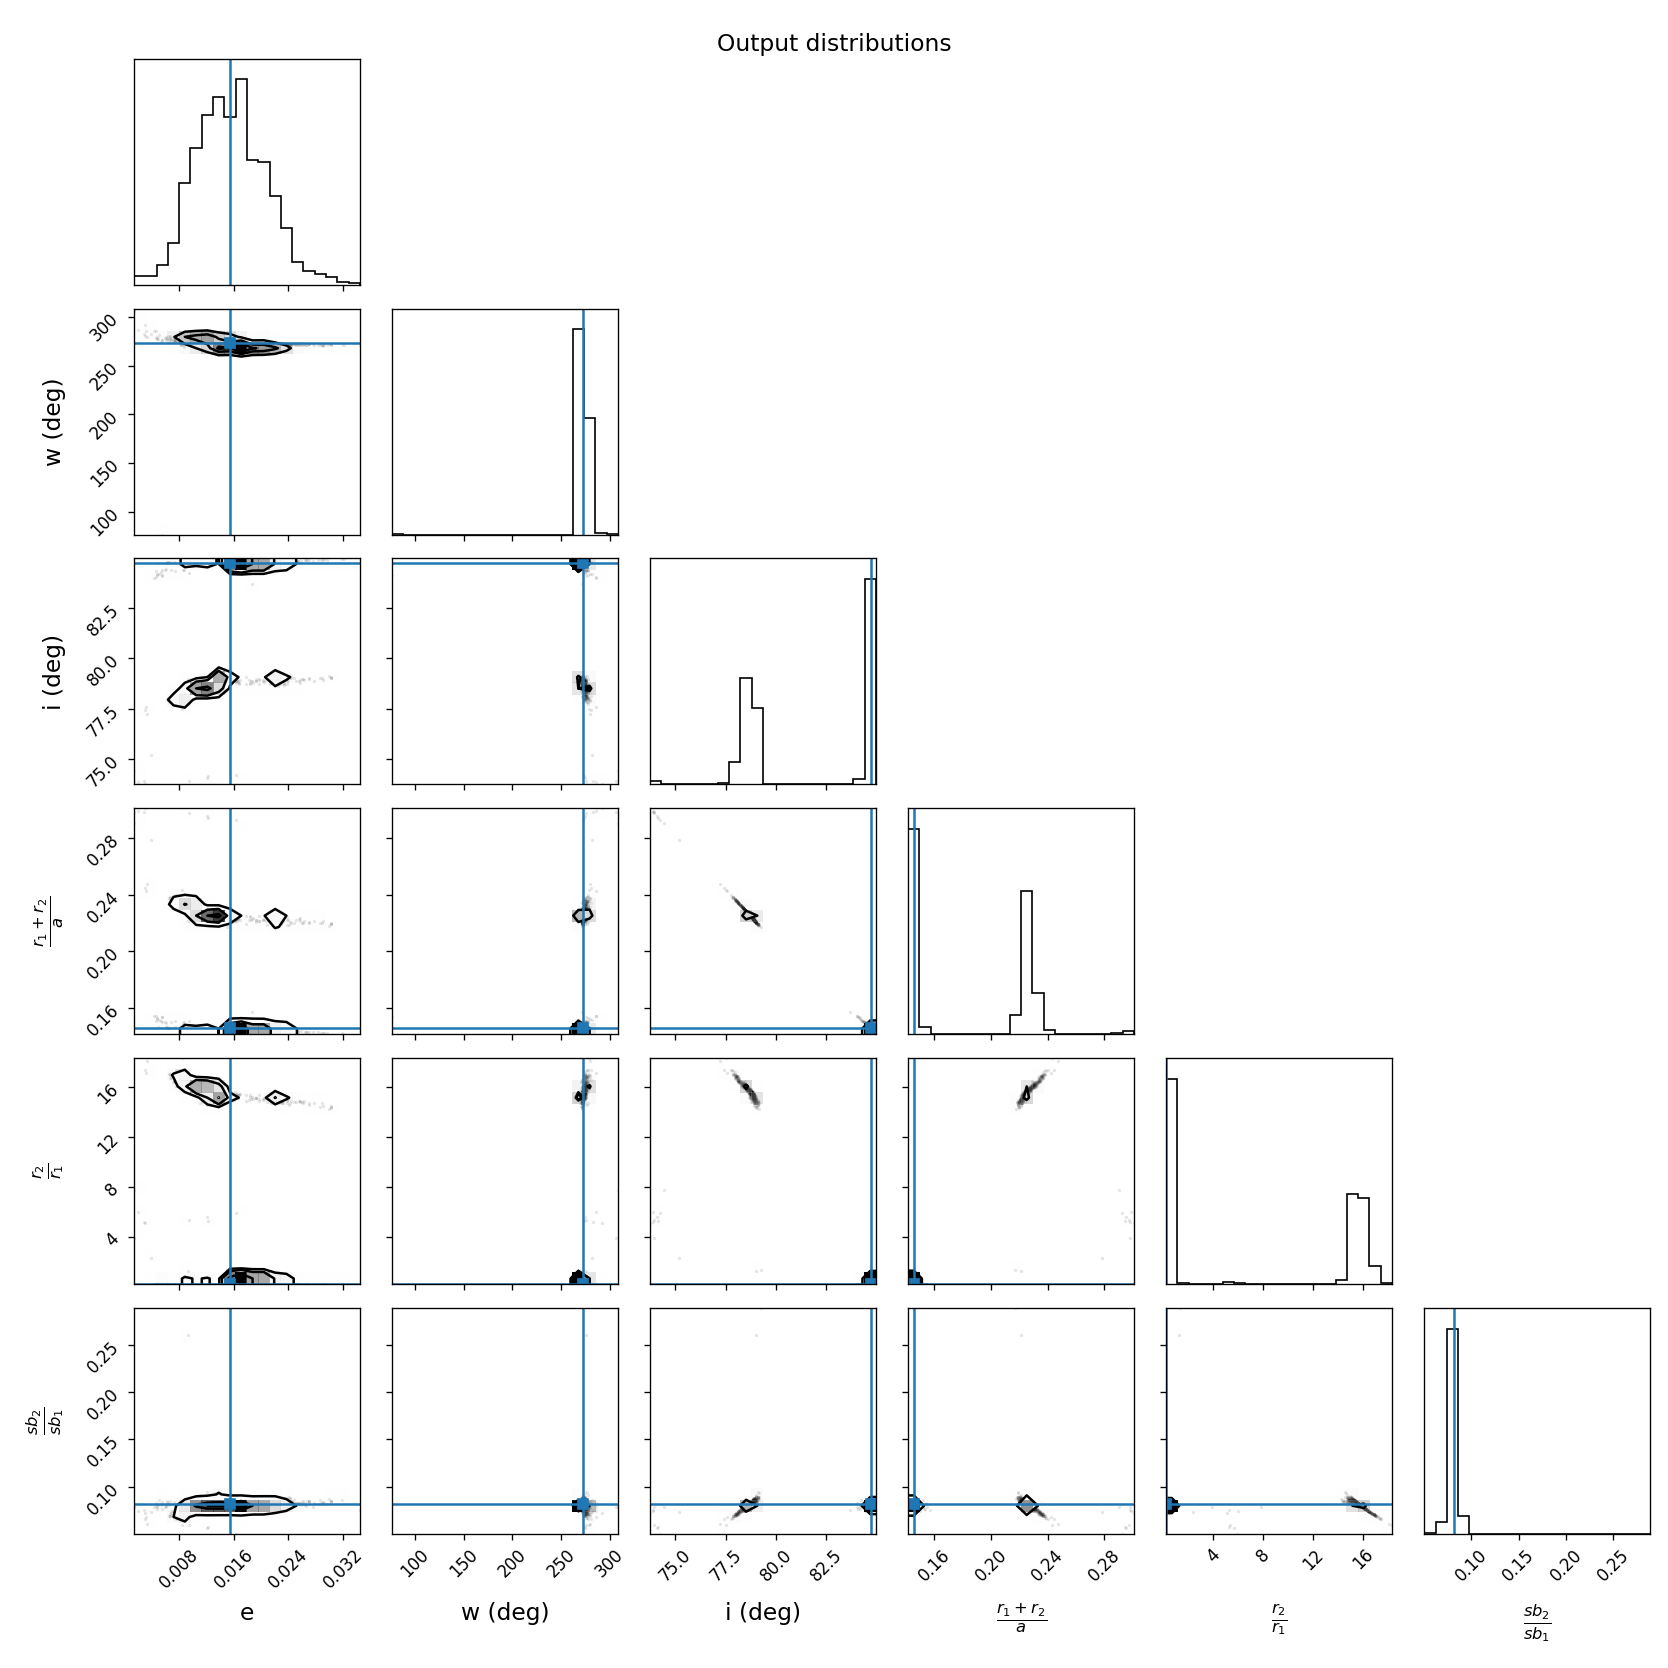 Output distributions
300
250
200
150
100
w (deg)
82.5
80.0
77.5
75.0
i (deg)
0.28
0.24
0.20
0.16
r₁ + r₂
a
16
12
8
4
r₂
r₁
0.25
0.20
0.15
0.10
sb₂
sb₁
0.008 0.016 0.024 0.032
100 150 200 250 300
75.0 77.5 80.0 82.5
0.16 0.20 0.24 0.28
4 8 12 16
0.10 0.15 0.20 0.25
e
w (deg)
i (deg)
r₁ + r₂
a
r₂
r₁
sb₂
sb₁